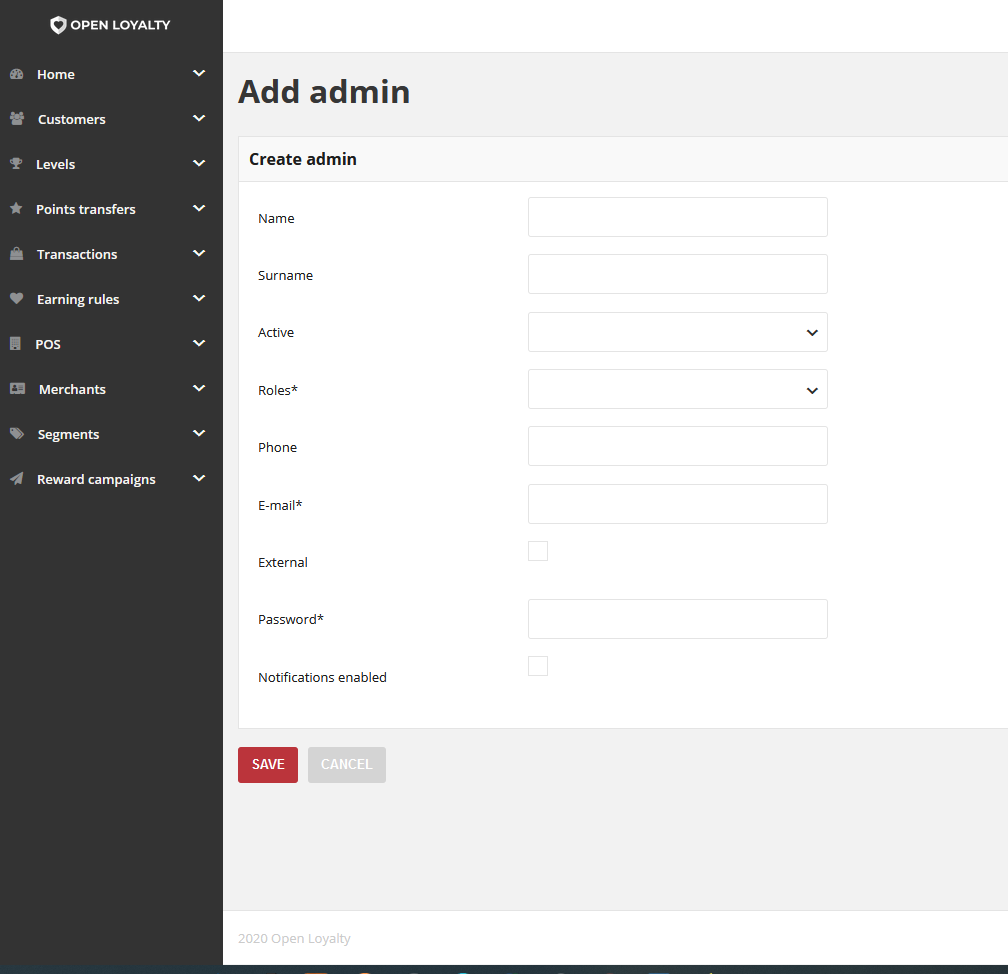 OPEN LOYALTY
Home
Customers
Levels
Points transfers
Transactions
Earning rules
POS
Merchants
Segments
Reward campaigns
Add admin
Create admin
Name
Surname
Active
Roles*
Phone
E-mail*
External
Password*
Notifications enabled
SAVE CANCEL
2020 Open Loyalty